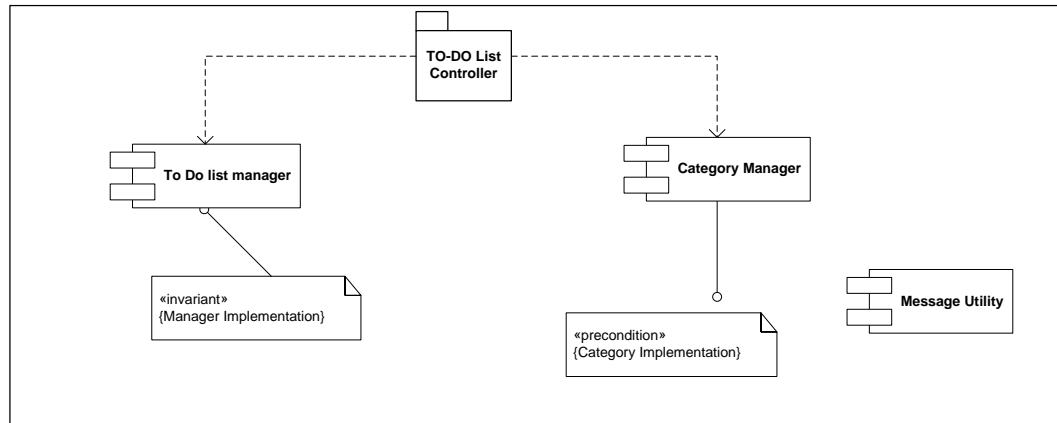 TO-DO List
Controller
To Do list manager
Category Manager
«invariant»
{Manager Implementation}
Message Utility
«precondition»
{Category Implementation}